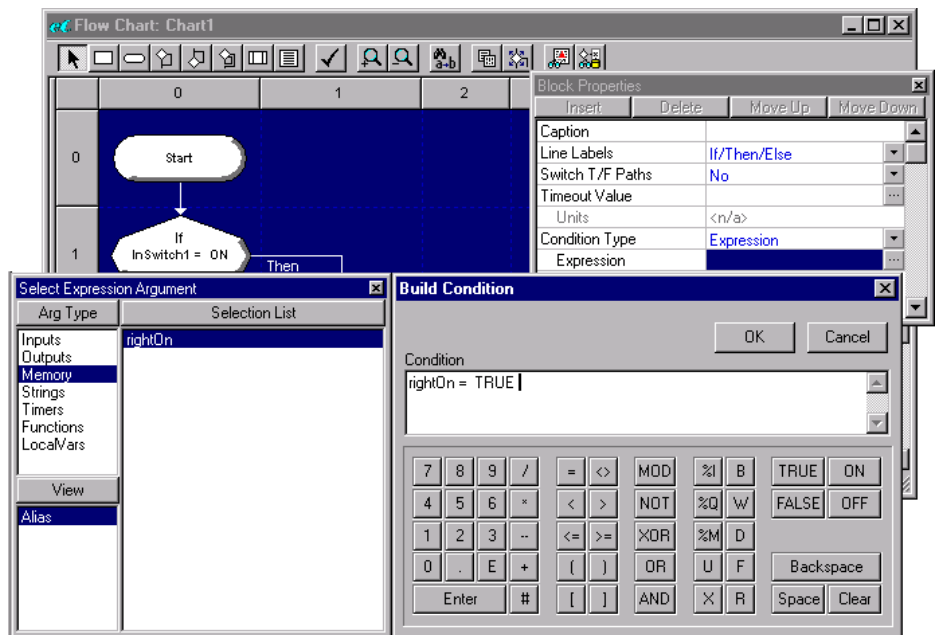 Flow Chart: Chart1
0 1 2
Block Properties
Insert Delete Move Up Move Down
Caption
Line Labels If/Then/Else
Switch T/F Paths No
Timeout Value
Units <n/a>
Condition Type Expression
Expression
0
Start
1
If
InSwitch1 = ON
Then
Select Expression Argument
Arg Type Selection List
Inputs
Outputs
Memory
Strings
Timers
Functions
LocalVars
rightOn
View
Alias
Build Condition
OK Cancel
Condition
rightOn = TRUE
7 8 9 / = <> MOD %I B TRUE ON
4 5 6 * < > NOT %Q W FALSE OFF
1 2 3 -- <= >= XOR %M D
0 . E + ( ) OR U F Backspace
Enter # [ ] AND X R Space Clear